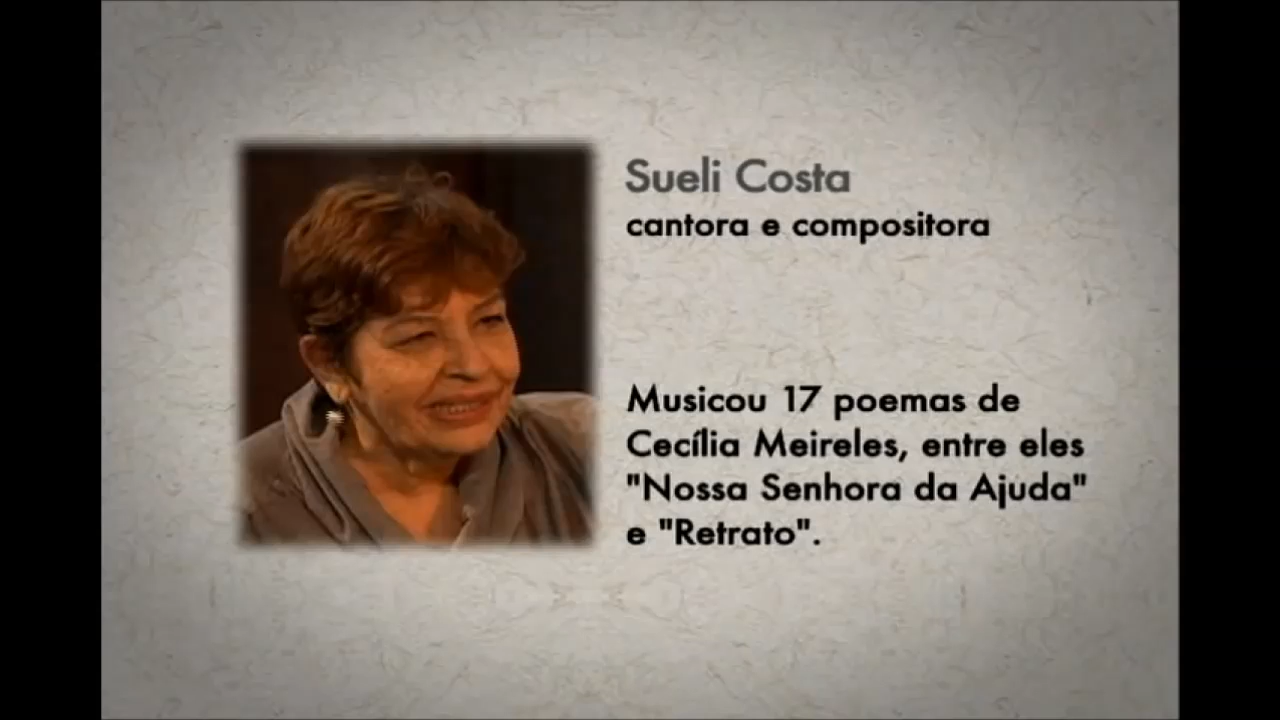 Sueli Costa
cantora e compositora
Musicou 17 poemas de
Cecília Meireles, entre eles
"Nossa Senhora da Ajuda"
e "Retrato".